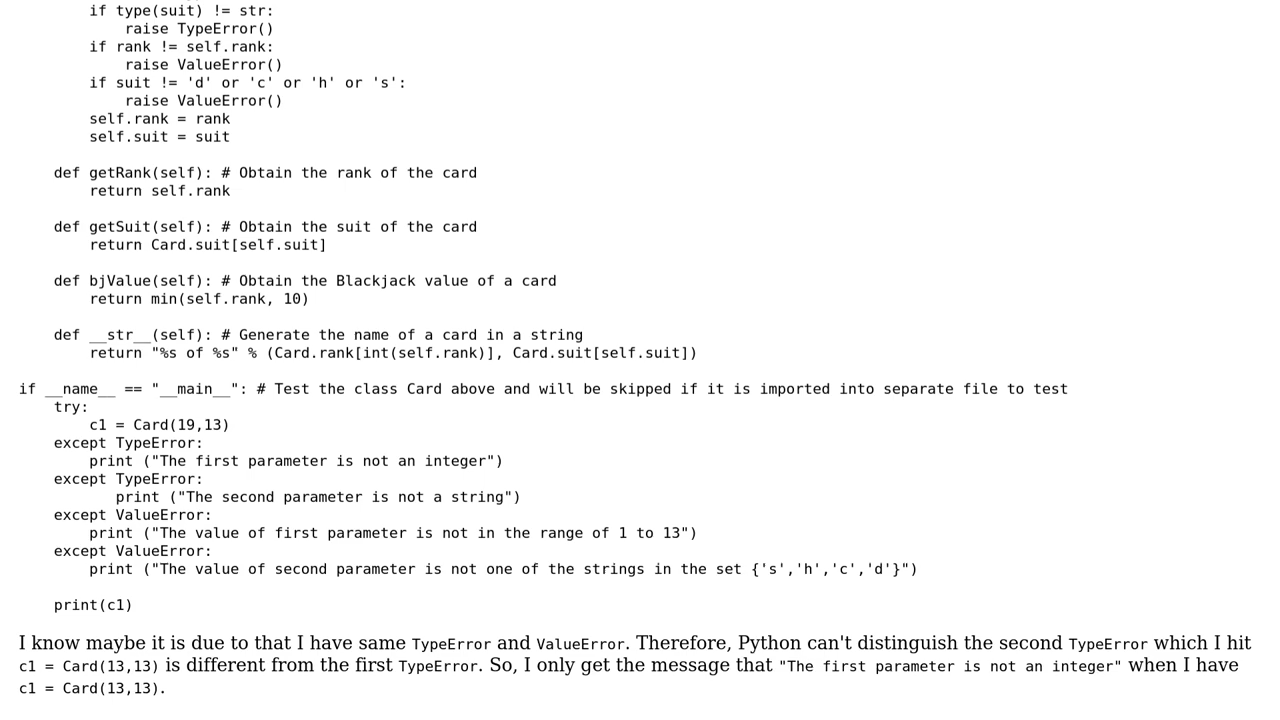 if type(suit) != str:
            raise TypeError()
        if rank != self.rank:
            raise ValueError()
        if suit != 'd' or 'c' or 'h' or 's':
            raise ValueError()
        self.rank = rank
        self.suit = suit

    def getRank(self): # Obtain the rank of the card
        return self.rank

    def getSuit(self): # Obtain the suit of the card
        return Card.suit[self.suit]

    def bjValue(self): # Obtain the Blackjack value of a card
        return min(self.rank, 10)

    def __str__(self): # Generate the name of a card in a string
        return "%s of %s" % (Card.rank[int(self.rank)], Card.suit[self.suit])

if __name__ == "__main__": # Test the class Card above and will be skipped if it is imported into separate file to test
    try:
        c1 = Card(19,13)
    except TypeError:
        print ("The first parameter is not an integer")
    except TypeError:
           print ("The second parameter is not a string")
    except ValueError:
        print ("The value of first parameter is not in the range of 1 to 13")
    except ValueError:
        print ("The value of second parameter is not one of the strings in the set {'s','h','c','d'}")

    print(c1)

I know maybe it is due to that I have same TypeError and ValueError. Therefore, Python can't distinguish the second TypeError which I hit
c1 = Card(13,13) is different from the first TypeError. So, I only get the message that "The first parameter is not an integer" when I have
c1 = Card(13,13).